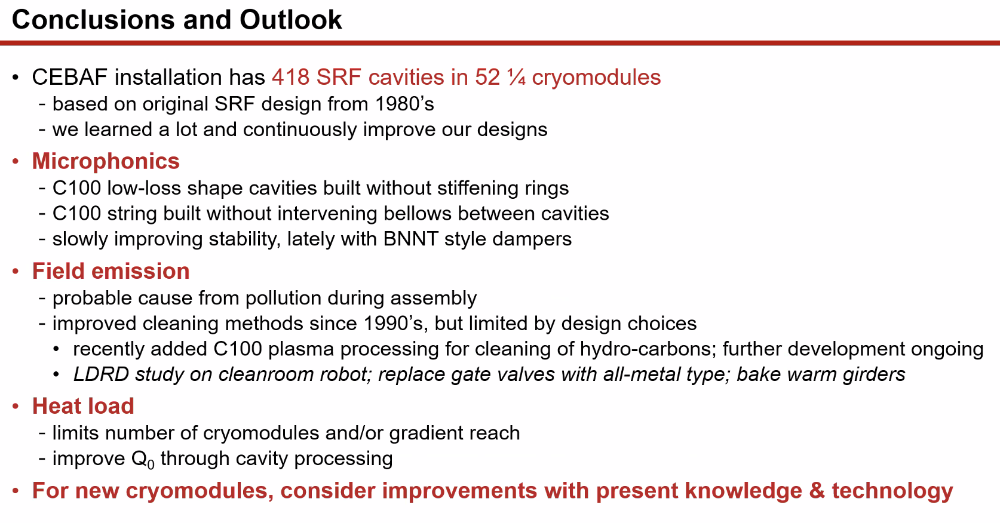 Conclusions and Outlook
• CEBAF installation has 418 SRF cavities in 52 ¼ cryomodules
- based on original SRF design from 1980’s
- we learned a lot and continuously improve our designs
• Microphonics
- C100 low-loss shape cavities built without stiffening rings
- C100 string built without intervening bellows between cavities
- slowly improving stability, lately with BNNT style dampers
• Field emission
- probable cause from pollution during assembly
- improved cleaning methods since 1990’s, but limited by design choices
• recently added C100 plasma processing for cleaning of hydro-carbons; further development ongoing
• LDRD study on cleanroom robot; replace gate valves with all-metal type; bake warm girders
• Heat load
- limits number of cryomodules and/or gradient reach
- improve Q₀ through cavity processing
• For new cryomodules, consider improvements with present knowledge & technology